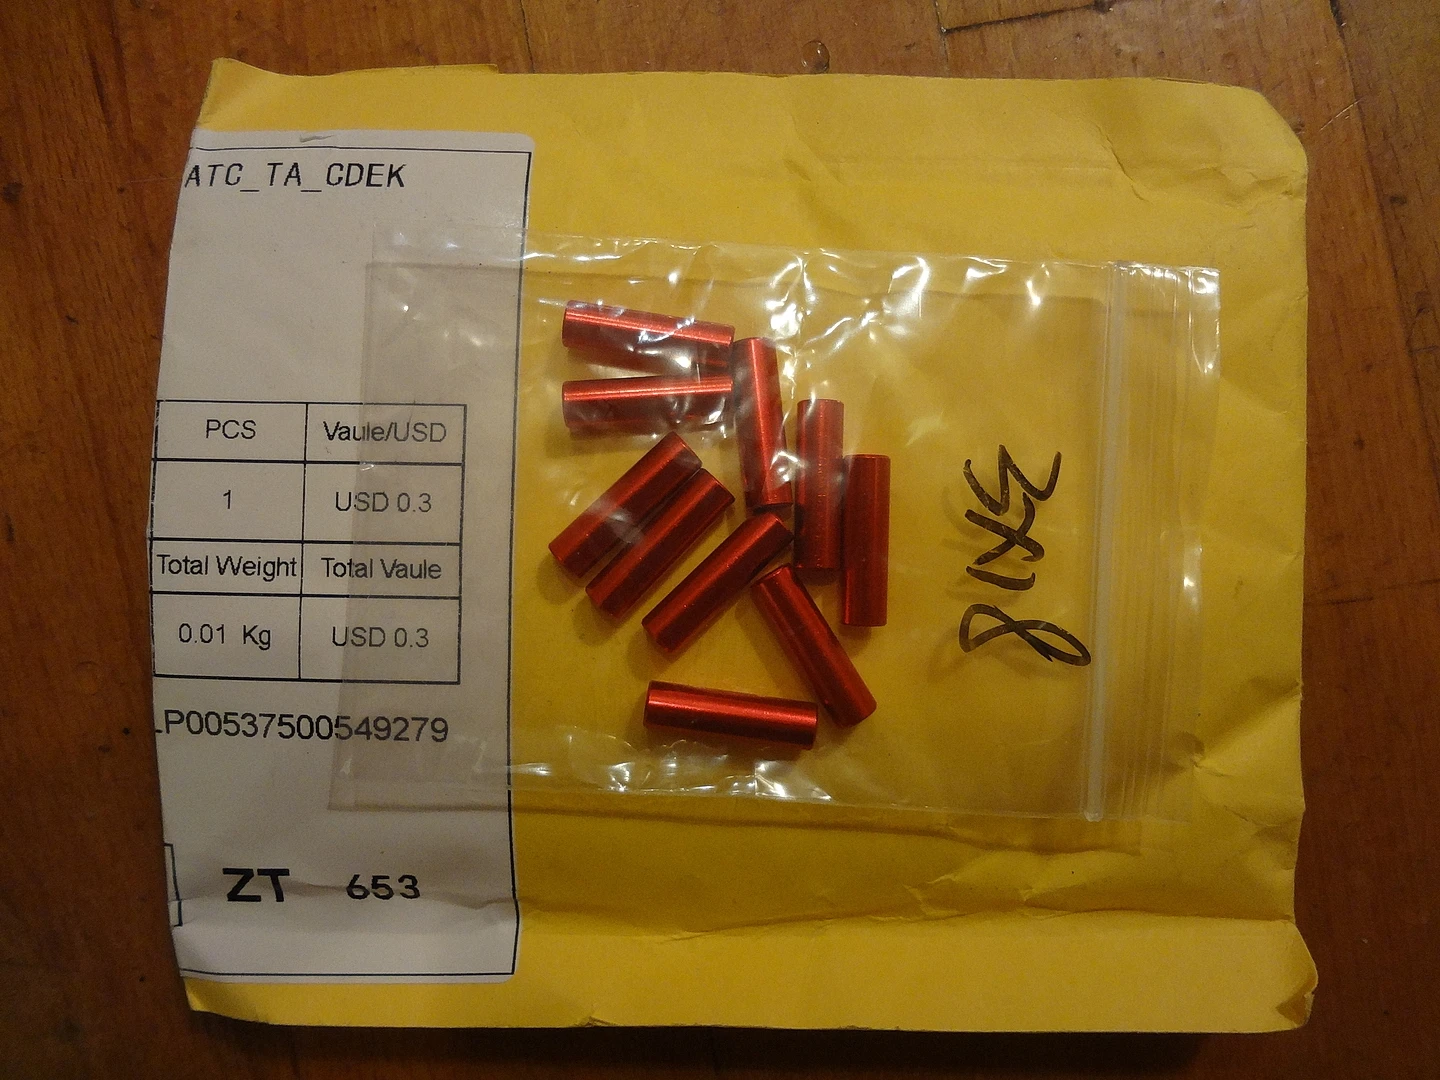 ATC_TA_CDEK
PCS Vaule/USD
1 USD 0.3
Total Weight Total Vaule
0.01 Kg USD 0.3
LP00537500549279
ZT 653